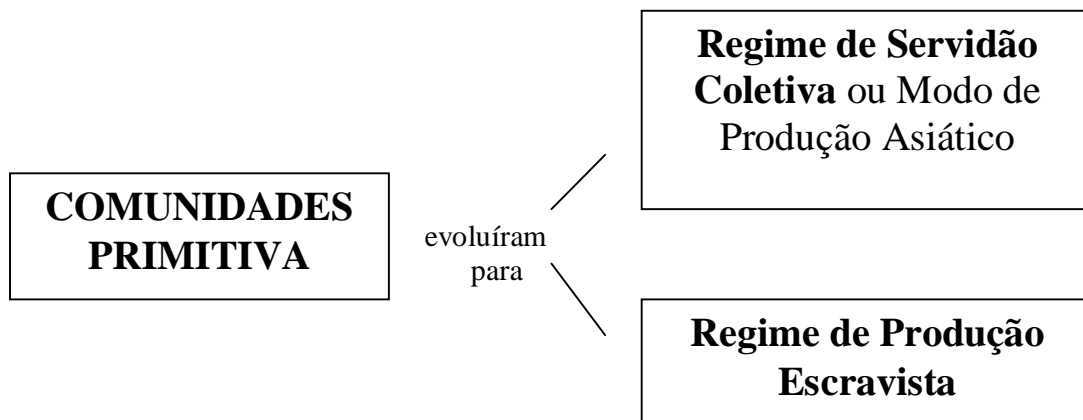 COMUNIDADES
PRIMITIVA
evoluíram
para
Regime de Servidão
Coletiva ou Modo de
Produção Asiático
Regime de Produção
Escravista